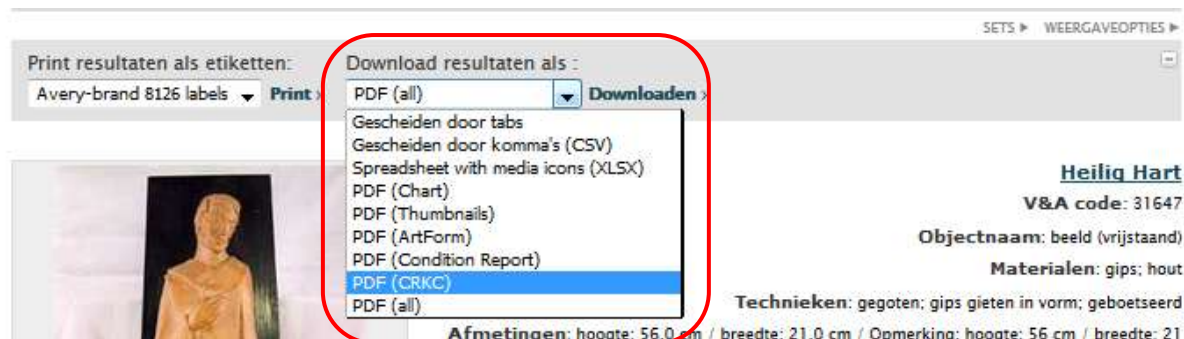 SETS ▶ WEERGAVEOPTIES ▶
Print resultaten als etiketten:
Avery-brand 8126 labels Print ›
Download resultaten als :
PDF (all) Downloaden ›
Gescheiden door tabs
Gescheiden door komma's (CSV)
Spreadsheet with media icons (XLSX)
PDF (Chart)
PDF (Thumbnails)
PDF (ArtForm)
PDF (Condition Report)
PDF (CRKC)
PDF (all)
Heilig Hart
V&A code: 31647
Objectnaam: beeld (vrijstaand)
Materialen: gips; hout
Technieken: gegoten; gips gieten in vorm; geboetseerd
Afmetingen: hoogte: 56.0 cm / breedte: 21.0 cm / Opmerking: hoogte: 56 cm / breedte: 21